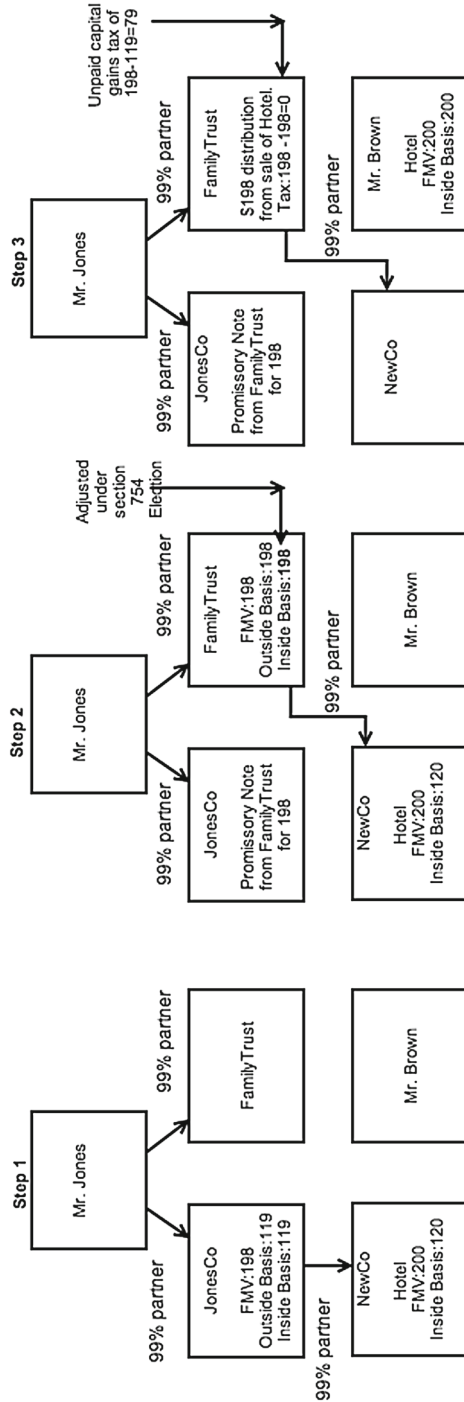 Step 1
Mr. Jones
99% partner
99% partner
JonesCo
FMV:198
Outside Basis:119
Inside Basis:119
FamilyTrust
99% partner
NewCo
Hotel
FMV:200
Inside Basis:120
Mr. Brown
Step 2
Mr. Jones
Adjusted
under
section
754
Election
99% partner
99% partner
JonesCo
Promissory Note
from FamilyTrust
for 198
FamilyTrust
FMV:198
Outside Basis:198
Inside Basis:198
99% partner
NewCo
Hotel
FMV:200
Inside Basis:120
Mr. Brown
Step 3
Mr. Jones
Unpaid capital
gains tax of
198-119=79
99% partner
99% partner
JonesCo
Promissory Note
from FamilyTrust
for 198
FamilyTrust
$198 distribution
from sale of Hotel.
Tax:198 -198=0
99% partner
NewCo
Mr. Brown
Hotel
FMV:200
Inside Basis:200